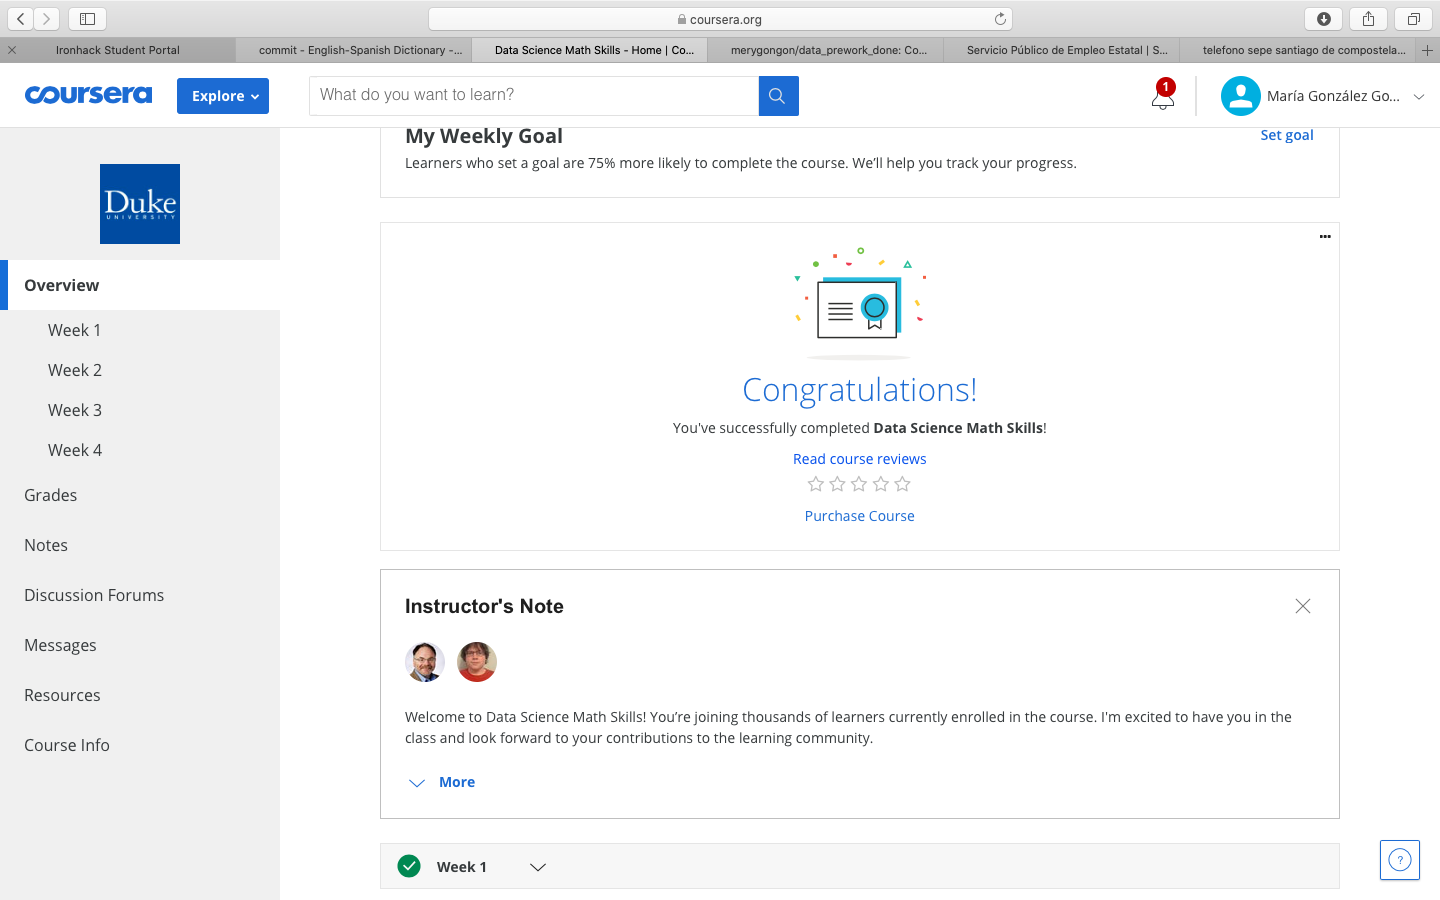 coursera.org
Ironhack Student Portal
commit - English-Spanish Dictionary -...
Data Science Math Skills - Home | Co...
merygongon/data_prework_done: Co...
Servicio Público de Empleo Estatal | S...
telefono sepe santiago de compostela...
coursera
Explore
What do you want to learn?
1
María González Go...
My Weekly Goal
Set goal
Learners who set a goal are 75% more likely to complete the course. We’ll help you track your progress.
Duke
UNIVERSITY
Overview
Week 1
Week 2
Week 3
Week 4
Grades
Notes
Discussion Forums
Messages
Resources
Course Info
Congratulations!
You've successfully completed Data Science Math Skills!
Read course reviews
Purchase Course
Instructor's Note
Welcome to Data Science Math Skills! You’re joining thousands of learners currently enrolled in the course. I'm excited to have you in the
class and look forward to your contributions to the learning community.
More
Week 1
?